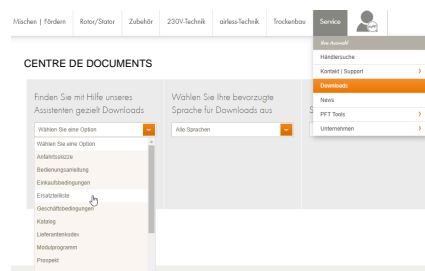 Mischen | Fördern
Rotor/Stator
Zubehör
230V-Technik
airless-Technik
Trockenbau
Service
Ihre Auswahl
Händlersuche
Kontakt | Support
Downloads
News
PFT Tools
Unternehmen
CENTRE DE DOCUMENTS
Finden Sie mit Hilfe unseres
Assistenten gezielt Downloads
Wählen Sie eine Option
Wählen Sie eine Option
Anfahrtsskizze
Bedienungsanleitung
Einkaufsbedingungen
Ersatzteilliste
Geschäftsbedingungen
Katalog
Lieferantenkodex
Modulprogramm
Prospekt
Wählen Sie Ihre bevorzugte
Sprache für Downloads aus
Alle Sprachen